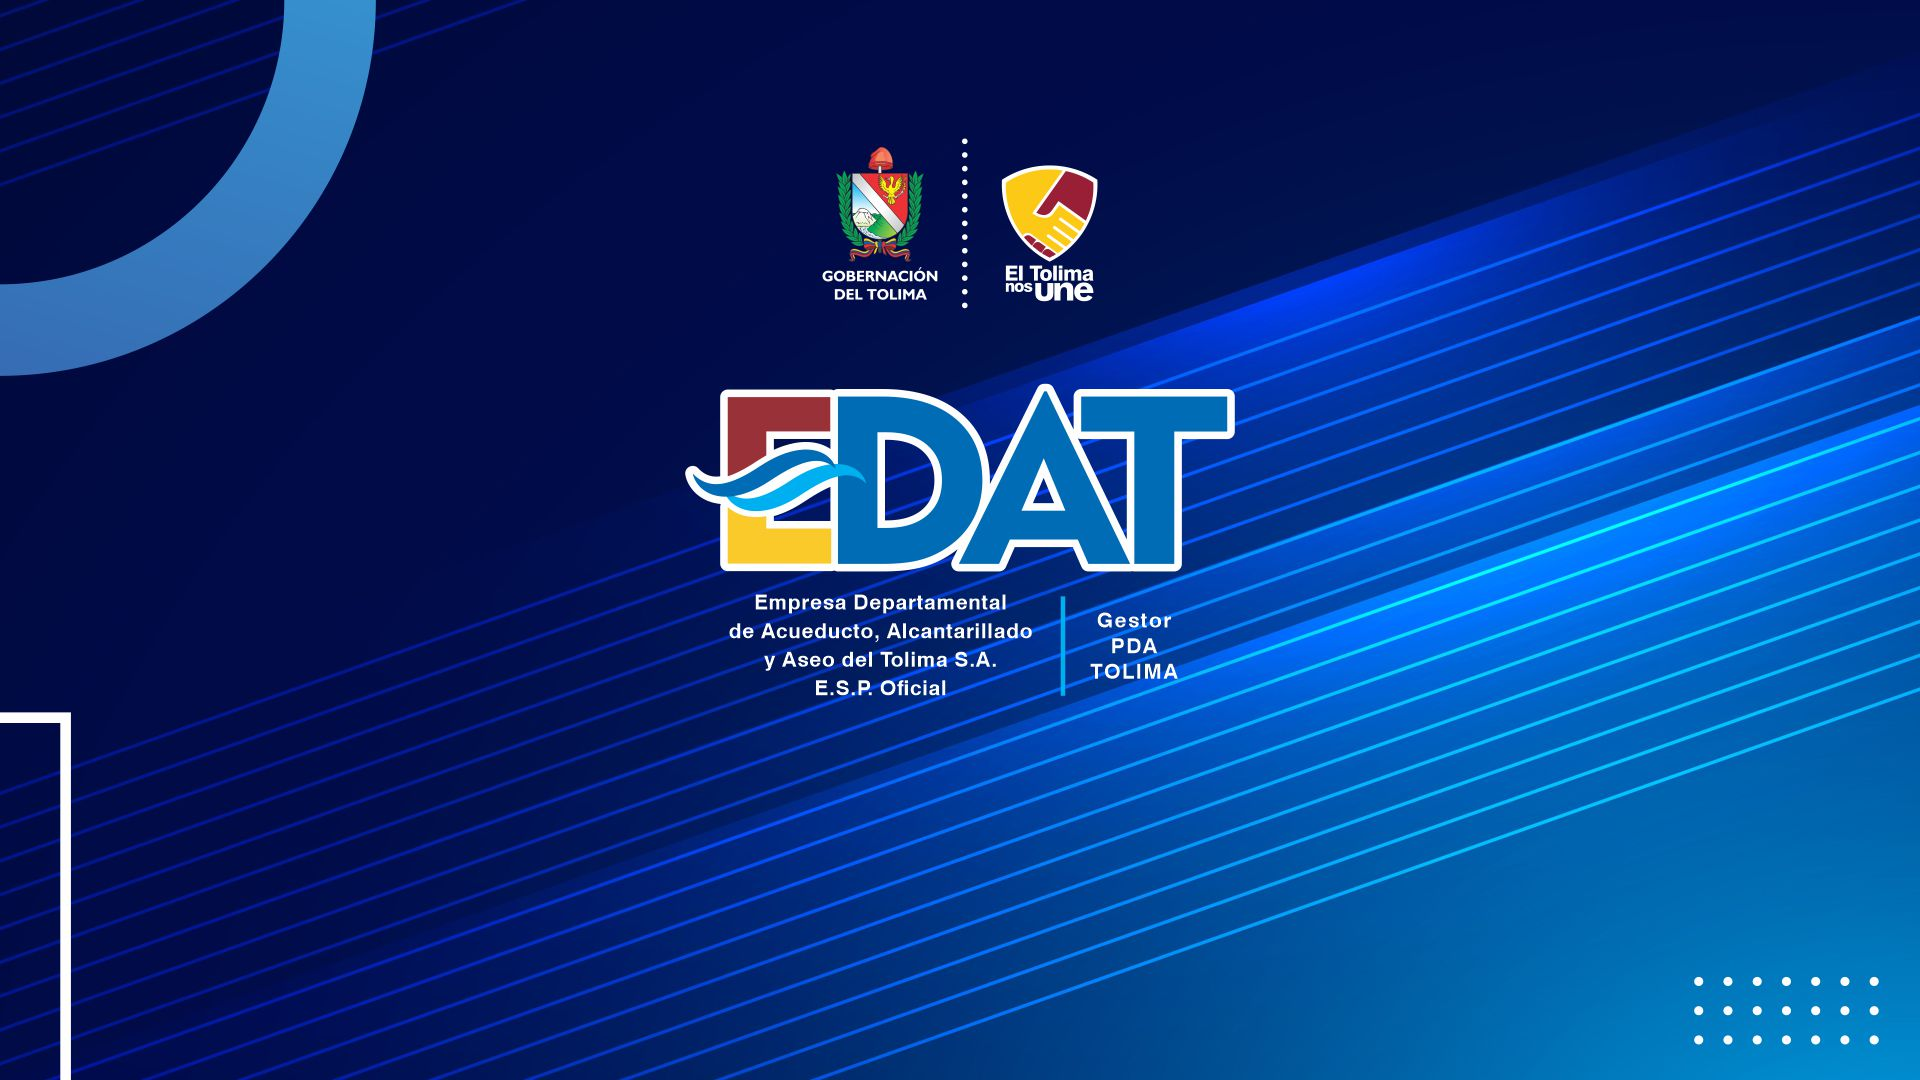 GOBERNACIÓN
DEL TOLIMA
El Tolima
nos une
EDAT
Empresa Departamental
de Acueducto, Alcantarillado
y Aseo del Tolima S.A.
E.S.P. Oficial
Gestor
PDA
TOLIMA